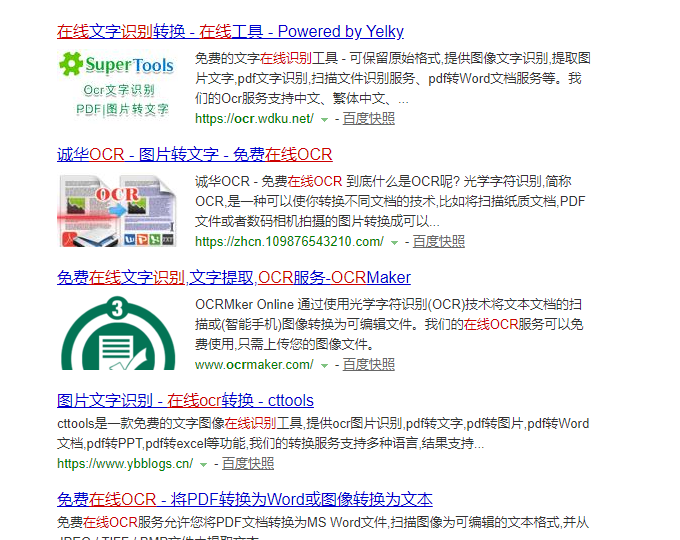 在线文字识别转换 - 在线工具 - Powered by Yelky
SuperTools
Ocr文字识别
PDF|图片转文字
免费的文字在线识别工具 - 可保留原始格式,提供图像文字识别,提取图
片文字,pdf文字识别,扫描文件识别服务、pdf转Word文档服务等。我
们的Ocr服务支持中文、繁体中文、...
https://ocr.wdku.net/ - 百度快照
诚华OCR - 图片转文字 - 免费在线OCR
OCR
诚华OCR - 免费在线OCR 到底什么是OCR呢? 光学字符识别,简称
OCR,是一种可以使你转换不同文档的技术,比如将扫描纸质文档,PDF
文件或者数码相机拍摄的图片转换成可以...
https://zhcn.109876543210.com/ - 百度快照
免费在线文字识别,文字提取,OCR服务-OCRMaker
3
OCRMker Online 通过使用光学字符识别(OCR)技术将文本文档的扫
描或(智能手机)图像转换为可编辑文件。我们的在线OCR服务可以免
费使用,只需上传您的图像文件。
www.ocrmaker.com/ - 百度快照
图片文字识别 - 在线ocr转换 - cttools
cttools是一款免费的文字图像在线识别工具,提供ocr图片识别,pdf转文字,pdf转图片,pdf转Word
文档,pdf转PPT,pdf转excel等功能,我们的转换服务支持多种语言,结果支持...
https://www.ybblogs.cn/ - 百度快照
免费在线OCR - 将PDF转换为Word或图像转换为文本
免费在线OCR服务允许您将PDF文档转换为MS Word文件,扫描图像为可编辑的文本格式,并从